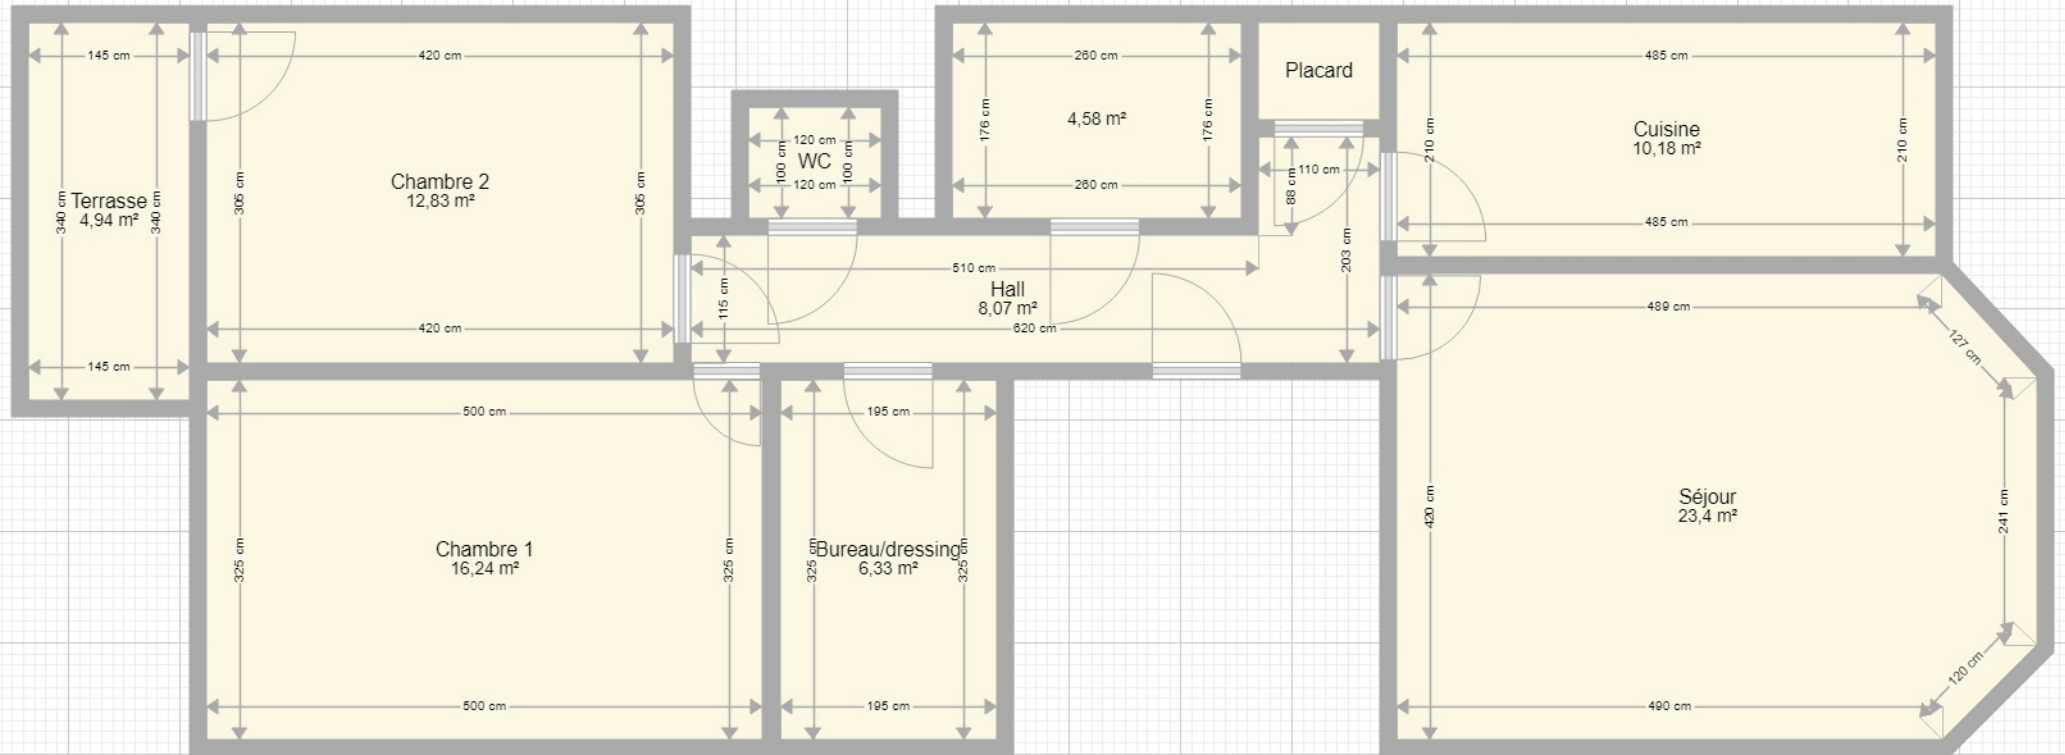 145 cm
145 cm
340 cm
340 cm
Terrasse
4,94 m²
420 cm
420 cm
305 cm
305 cm
Chambre 2
12,83 m²
120 cm
120 cm
100 cm
100 cm
WC
260 cm
260 cm
176 cm
176 cm
4,58 m²
Placard
110 cm
88 cm
203 cm
485 cm
485 cm
210 cm
210 cm
Cuisine
10,18 m²
510 cm
115 cm
Hall
8,07 m²
620 cm
489 cm
127 cm
420 cm
241 cm
Séjour
23,4 m²
120 cm
490 cm
500 cm
500 cm
325 cm
325 cm
Chambre 1
16,24 m²
195 cm
195 cm
325 cm
325 cm
Bureau/dressing
6,33 m²